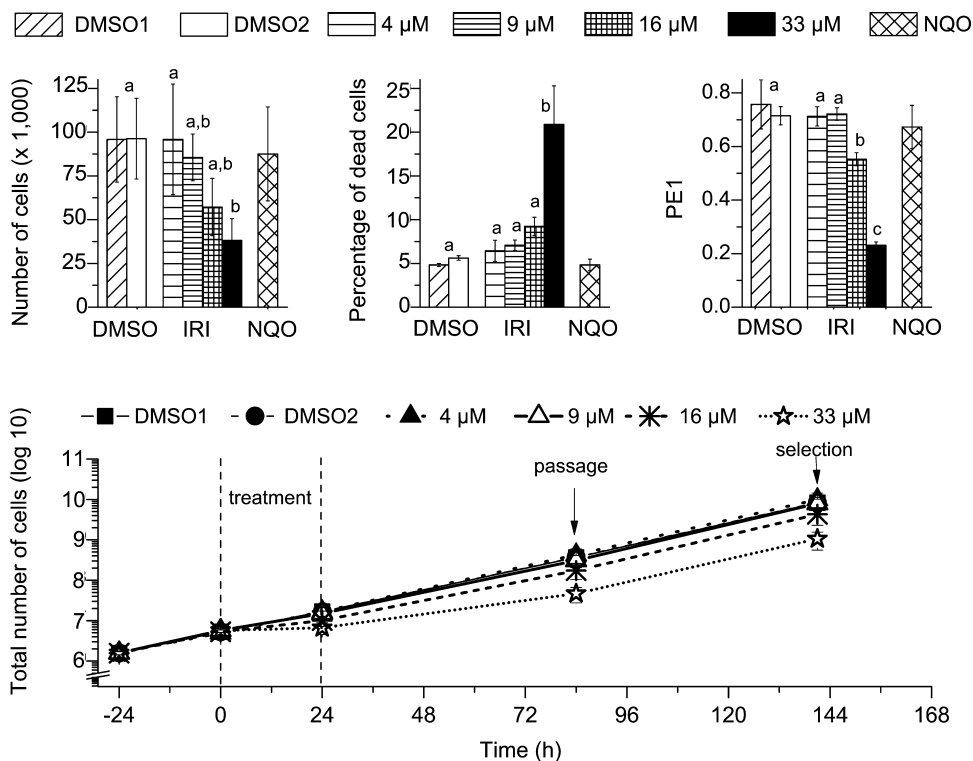 DMSO1 DMSO2 4 µM 9 µM 16 µM 33 µM NQO
Number of cells (x 1,000)
125
100
75
50
25
0
a a a,b a,b b
DMSO IRI NQO
Percentage of dead cells
25
20
15
10
5
0
a a a a b
DMSO IRI NQO
PE1
0.8
0.6
0.4
0.2
0.0
a a a b c
DMSO IRI NQO
DMSO1 DMSO2 4 µM 9 µM 16 µM 33 µM
Total number of cells (log 10)
11
10
9
8
7
6
treatment
passage
selection
-24 0 24 48 72 96 120 144 168
Time (h)